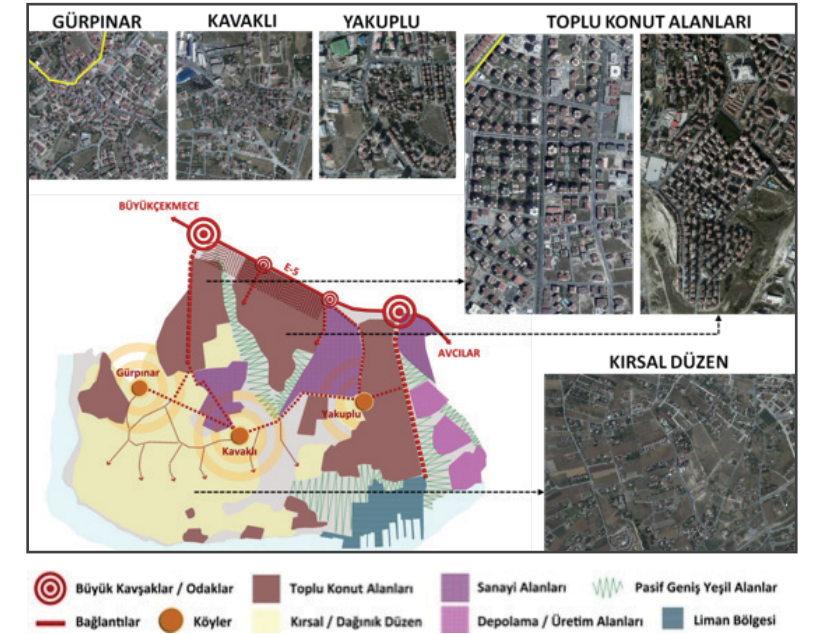 GÜRPINAR KAVAKLI YAKUPLU TOPLU KONUT ALANLARI
BÜYÜKÇEKMECE
E-5
AVCILAR
KIRSAL DÜZEN
Gürpınar
Yakuplu
Kavaklı
Büyük Kavşaklar / Odaklar Toplu Konut Alanları Sanayi Alanları Pasif Geniş Yeşil Alanlar
Bağlantılar Köyler Kırsal / Dağınık Düzen Depolama / Üretim Alanları Liman Bölgesi